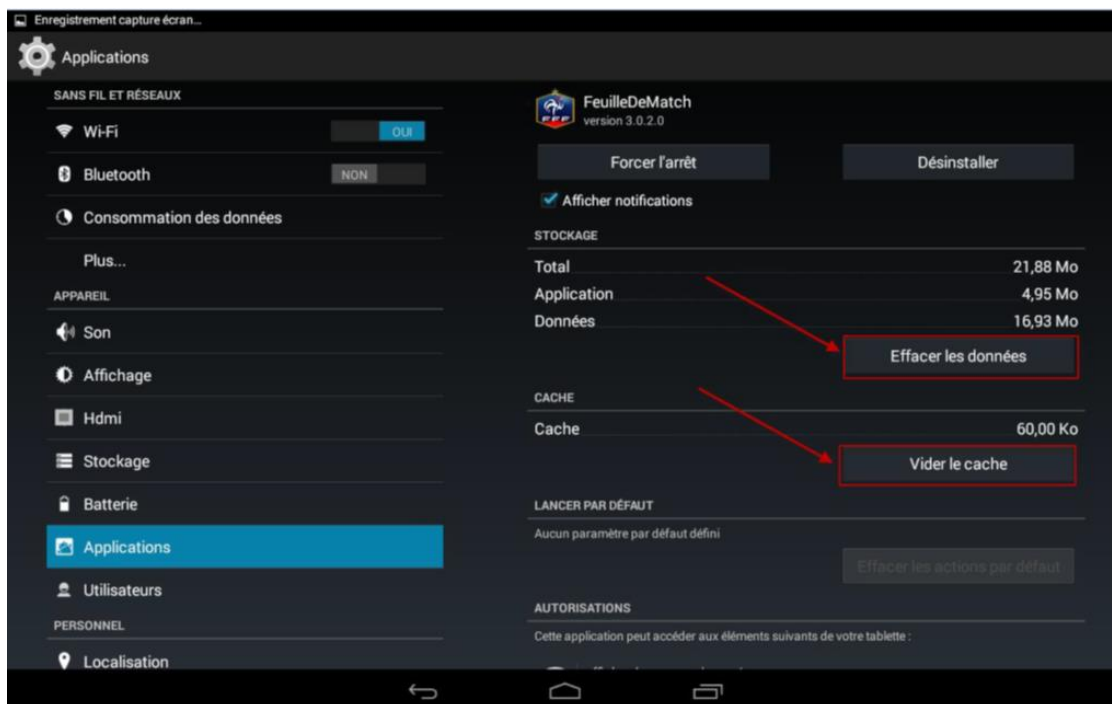 Enregistrement capture écran...
Applications
SANS FIL ET RÉSEAUX
Wi-Fi
OUI
Bluetooth
NON
Consommation des données
Plus...
APPAREIL
Son
Affichage
Hdmi
Stockage
Batterie
Applications
Utilisateurs
PERSONNEL
Localisation
FeuilleDeMatch
version 3.0.2.0
Forcer l'arrêt
Désinstaller
Afficher notifications
STOCKAGE
Total 21,88 Mo
Application 4,95 Mo
Données 16,93 Mo
Effacer les données
CACHE
Cache 60,00 Ko
Vider le cache
LANCER PAR DÉFAUT
Aucun paramètre par défaut défini
Effacer les actions par défaut
AUTORISATIONS
Cette application peut accéder aux éléments suivants de votre tablette :